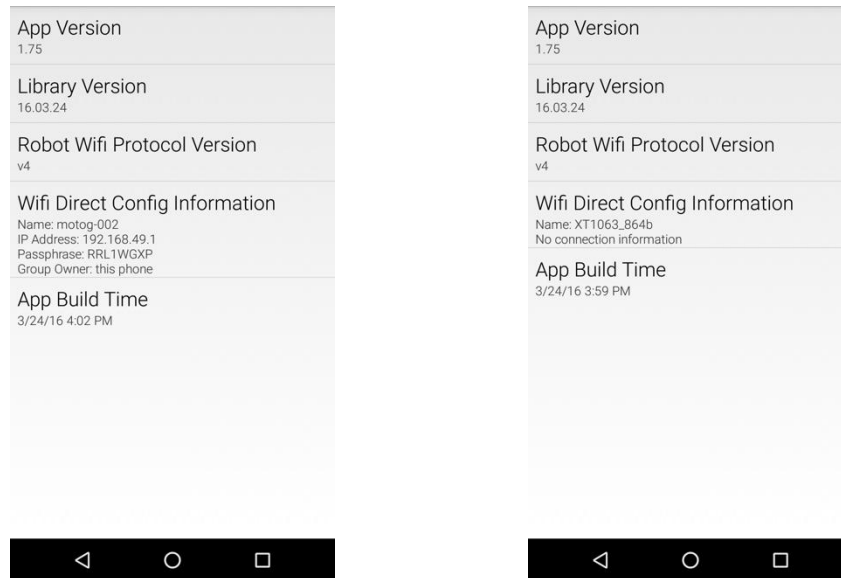 App Version
1.75
Library Version
16.03.24
Robot Wifi Protocol Version
v4
Wifi Direct Config Information
Name: motog-002
IP Address: 192.168.49.1
Passphrase: RRL1WGXP
Group Owner: this phone
App Build Time
3/24/16 4:02 PM
App Version
1.75
Library Version
16.03.24
Robot Wifi Protocol Version
v4
Wifi Direct Config Information
Name: XT1063_864b
No connection information
App Build Time
3/24/16 3:59 PM